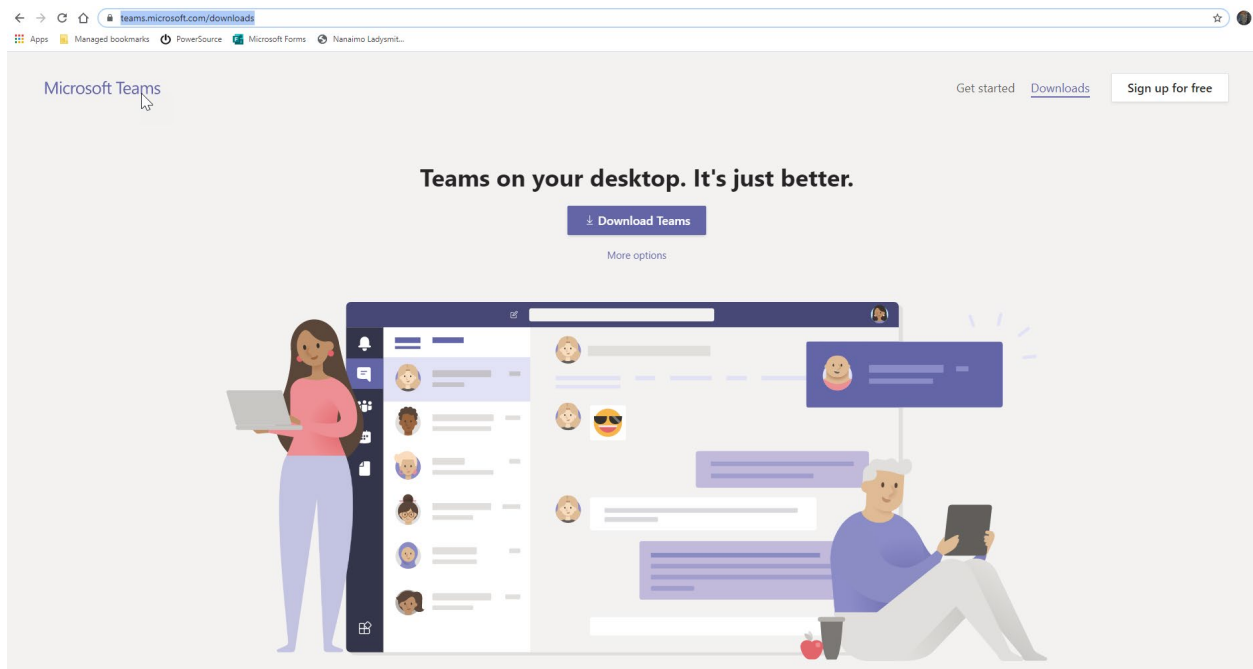 teams.microsoft.com/downloads
Apps Managed bookmarks PowerSource Microsoft Forms Nanaimo Ladysmit...
Microsoft Teams Get started Downloads Sign up for free
Teams on your desktop. It's just better.
Download Teams
More options